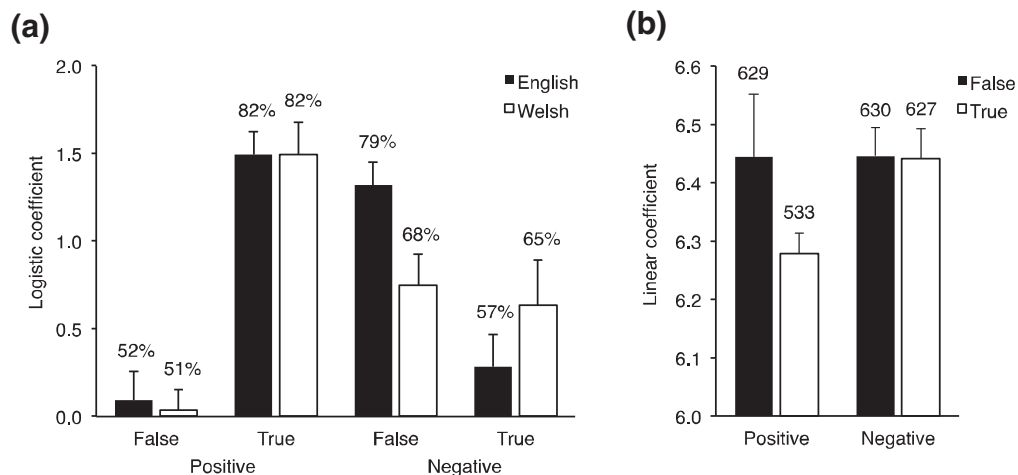 (a)
2.0
1.5
1.0
0.5
0.0
Logistic coefficient
English
Welsh
52%
51%
82%
82%
79%
68%
57%
65%
False
True
False
True
Positive
Negative
(b)
6.6
6.5
6.4
6.3
6.2
6.1
6.0
Linear coefficient
False
True
629
533
630
627
Positive
Negative